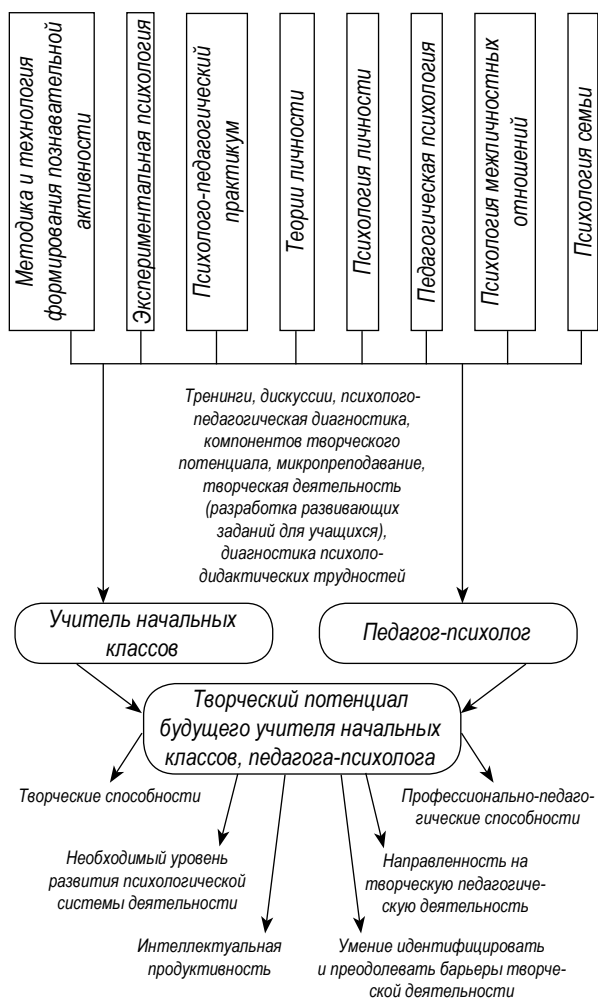 Методика и технология
формирования познавательной
активности
Экспериментальная психология
Психолого-педагогический
практикум
Теории личности
Психология личности
Педагогическая психология
Психология межличностных
отношений
Психология семьи
Тренинги, дискуссии, психолого-
педагогическая диагностика,
компонентов творческого
потенциала, микропреподавание,
творческая деятельность
(разработка развивающих
заданий для учащихся),
диагностика психоло-
дидактических трудностей
Учитель начальных
классов
Педагог-психолог
Творческий потенциал
будущего учителя начальных
классов, педагога-психолога
Творческие способности
Профессионально-педаго-
гические способности
Необходимый уровень
развития психологической
системы деятельности
Направленность на
творческую педагогиче-
скую деятельность
Интеллектуальная
продуктивность
Умение идентифицировать
и преодолевать барьеры творче-
ской деятельности